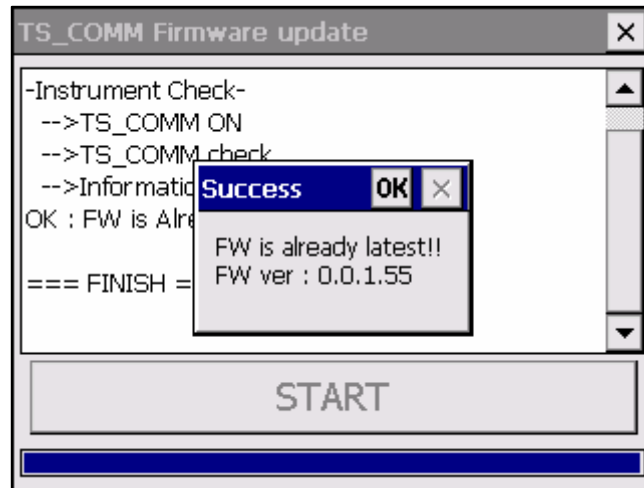 TS_COMM Firmware update
-Instrument Check-
-->TS_COMM ON
-->TS_COMM check
-->Informatio
OK : FW is Alre
=== FINISH =
Success OK
FW is already latest!!
FW ver : 0.0.1.55
START